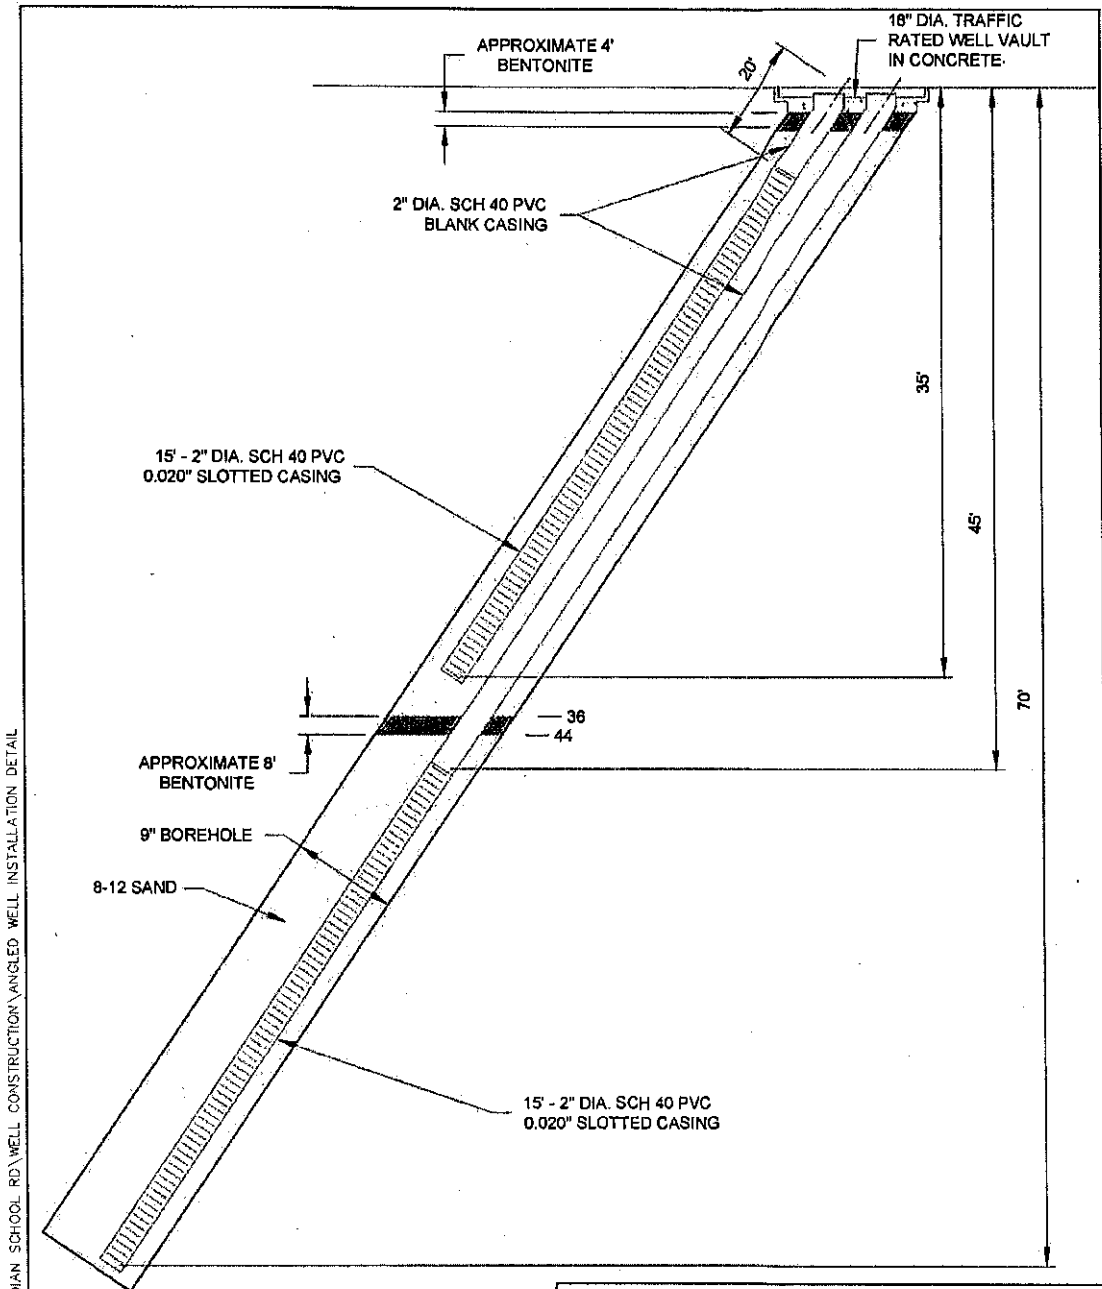 18" DIA. TRAFFIC
RATED WELL VAULT
IN CONCRETE
APPROXIMATE 4'
BENTONITE
20'
2" DIA. SCH 40 PVC
BLANK CASING
35'
15' - 2" DIA. SCH 40 PVC
0.020" SLOTTED CASING
45'
70'
36
44
APPROXIMATE 8'
BENTONITE
9" BOREHOLE
8-12 SAND
15' - 2" DIA. SCH 40 PVC
0.020" SLOTTED CASING
SCHOOL RD\WELL CONSTRUCTION\ANGLED WELL INSTALLATION DETAIL